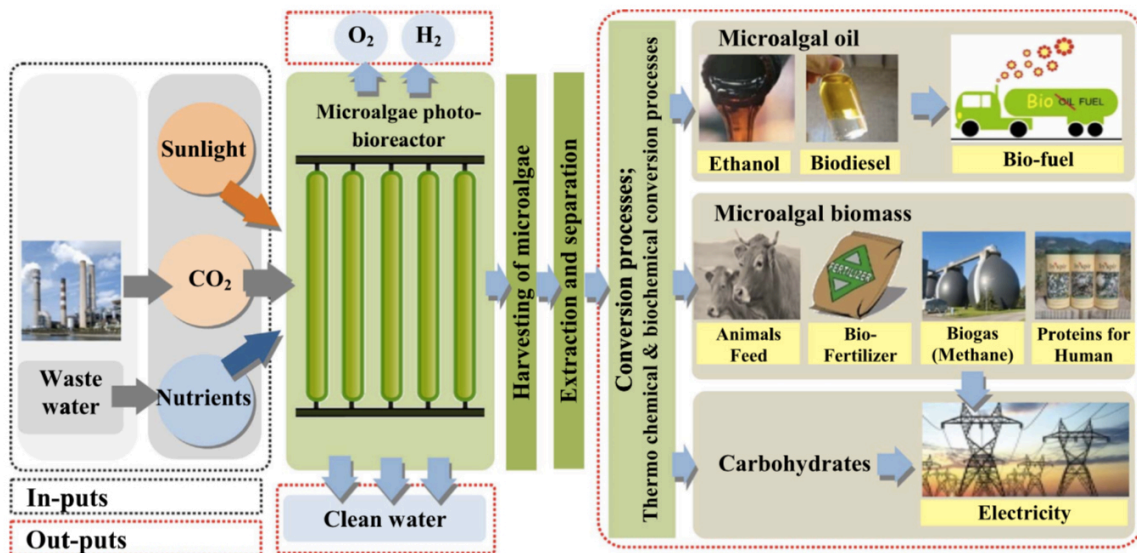 O₂
H₂
Microalgae photo-
bioreactor
Sunlight
CO₂
Waste
water
Nutrients
Clean water
In-puts
Out-puts
Harvesting of microalgae
Extraction and separation
Conversion processes;
Thermo chemical & biochemical conversion processes
Microalgal oil
Ethanol
Biodiesel
Bio OIL FUEL
Bio-fuel
Microalgal biomass
FERTILIZER
Animals
Feed
Bio-
Fertilizer
Biogas
(Methane)
Proteins for
Human
Carbohydrates
Electricity